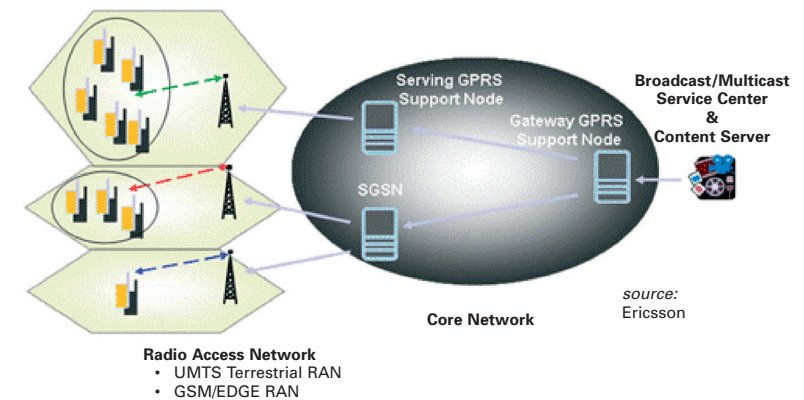 Serving GPRS
Support Node
Gateway GPRS
Support Node
SGSN
Broadcast/Multicast
Service Center
&
Content Server
Core Network
source:
Ericsson
Radio Access Network
• UMTS Terrestrial RAN
• GSM/EDGE RAN